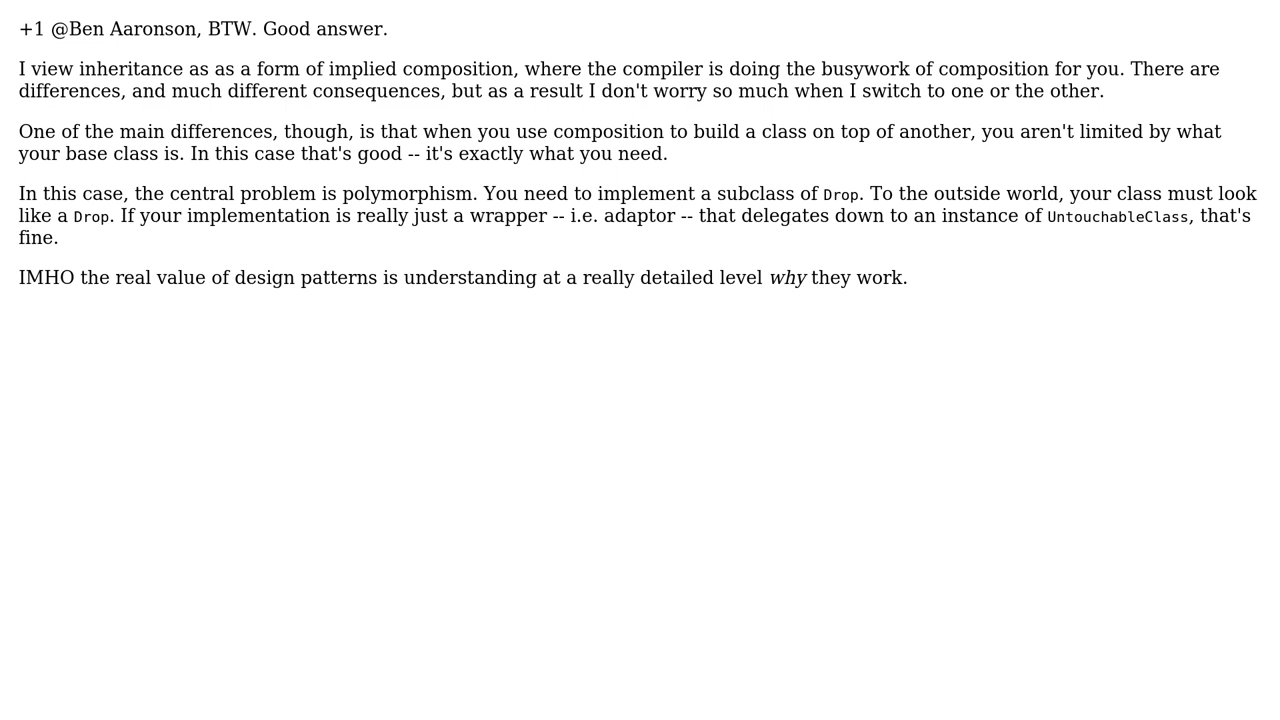 +1 @Ben Aaronson, BTW. Good answer.
I view inheritance as as a form of implied composition, where the compiler is doing the busywork of composition for you. There are
differences, and much different consequences, but as a result I don't worry so much when I switch to one or the other.
One of the main differences, though, is that when you use composition to build a class on top of another, you aren't limited by what
your base class is. In this case that's good -- it's exactly what you need.
In this case, the central problem is polymorphism. You need to implement a subclass of Drop. To the outside world, your class must look
like a Drop. If your implementation is really just a wrapper -- i.e. adaptor -- that delegates down to an instance of UntouchableClass, that's
fine.
IMHO the real value of design patterns is understanding at a really detailed level why they work.